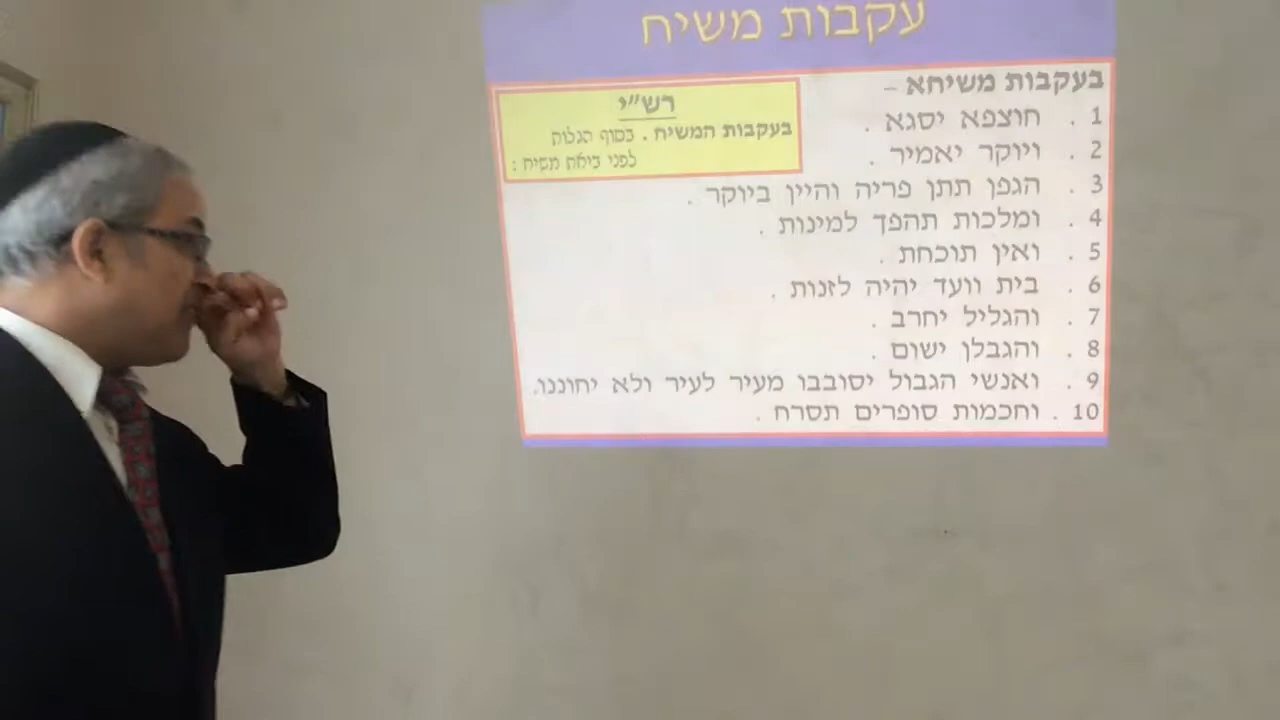 עקבות משיח
בעקבות משיחא –
1 . חוצפא יסגא .
2 . ויוקר יאמיר .
3 . הגפן תתן פריה והיין ביוקר .
4 . ומלכות תהפך למינות .
5 . ואין תוכחת .
6 . בית וועד יהיה לזנות .
7 . והגליל יחרב .
8 . והגבלן ישום .
9 . ואנשי הגבול יסובבו מעיר לעיר ולא יחוננו.
10 . וחכמות סופרים תסרח .
רש"י
בעקבות המשיח . בסוף הגלות
לפני ביאת משיח :